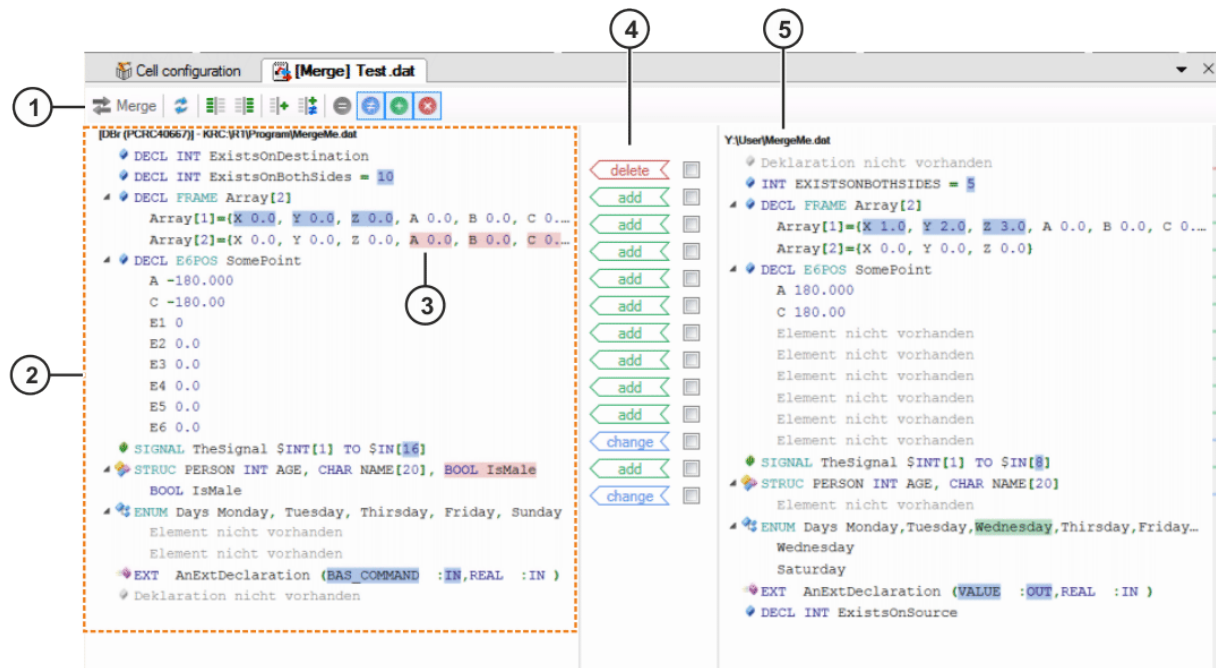 4
5
Cell configuration
[Merge] Test.dat
1
Merge
[DBr (PCRC40667)] - KRC:\R1\Program\MergeMe.dat
DECL INT ExistsOnDestination
DECL INT ExistsOnBothSides = 10
DECL FRAME Array[2]
Array[1]={X 0.0, Y 0.0, Z 0.0, A 0.0, B 0.0, C 0....
Array[2]={X 0.0, Y 0.0, Z 0.0, A 0.0, B 0.0, C 0....
DECL E6POS SomePoint
A -180.000
C -180.00
E1 0
E2 0.0
E3 0.0
E4 0.0
E5 0.0
E6 0.0
SIGNAL TheSignal $INT[1] TO $IN[16]
STRUC PERSON INT AGE, CHAR NAME[20], BOOL IsMale
BOOL IsMale
ENUM Days Monday, Tuesday, Thirsday, Friday, Sunday
Element nicht vorhanden
Element nicht vorhanden
EXT AnExtDeclaration (BAS_COMMAND :IN,REAL :IN )
Deklaration nicht vorhanden
3
2
delete
add
add
add
add
add
add
add
add
add
add
change
add
change
Y:\User\MergeMe.dat
Deklaration nicht vorhanden
INT EXISTSONBOTHSIDES = 5
DECL FRAME Array[2]
Array[1]={X 1.0, Y 2.0, Z 3.0, A 0.0, B 0.0, C 0....
Array[2]={X 0.0, Y 0.0, Z 0.0}
DECL E6POS SomePoint
A 180.000
C 180.00
Element nicht vorhanden
Element nicht vorhanden
Element nicht vorhanden
Element nicht vorhanden
Element nicht vorhanden
Element nicht vorhanden
SIGNAL TheSignal $INT[1] TO $IN[8]
STRUC PERSON INT AGE, CHAR NAME[20]
Element nicht vorhanden
ENUM Days Monday,Tuesday,Wednesday,Thirsday,Friday...
Wednesday
Saturday
EXT AnExtDeclaration (VALUE :OUT,REAL :IN )
DECL INT ExistsOnSource